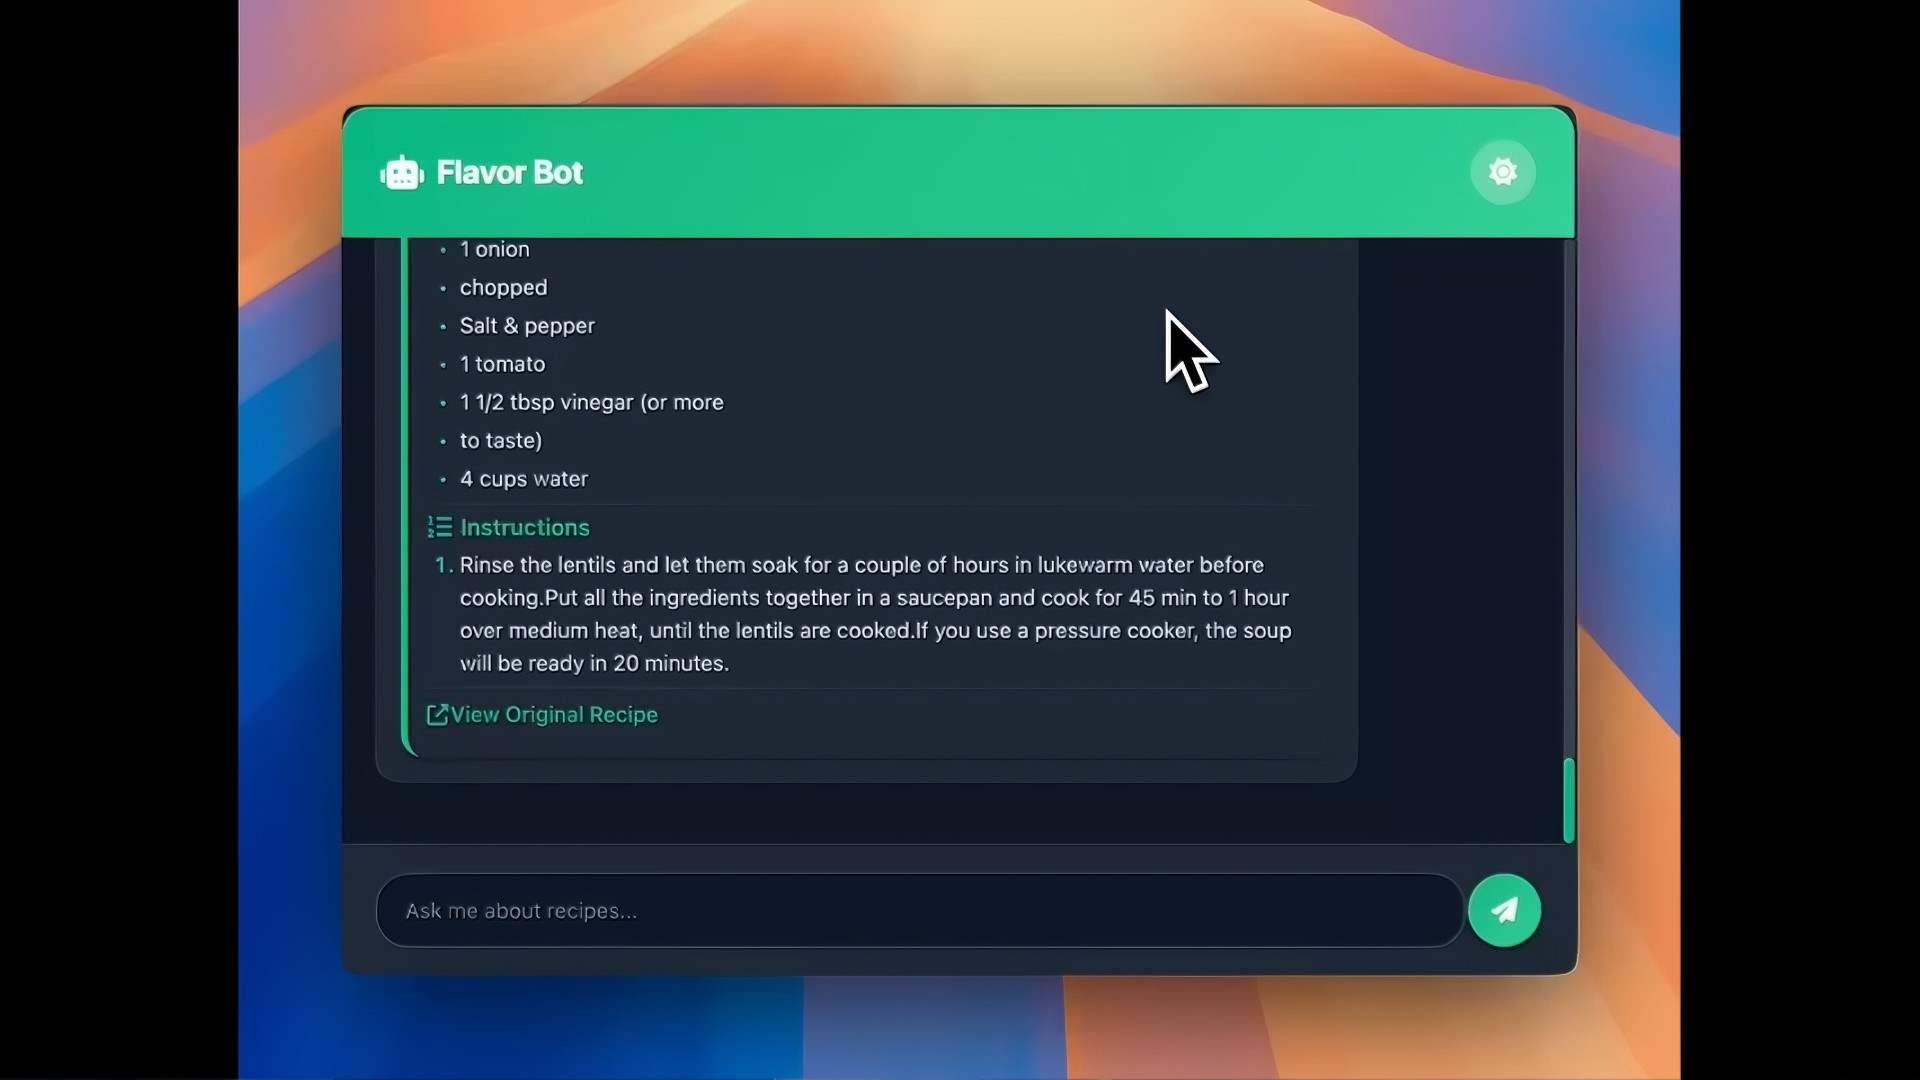 Flavor Bot
• 1 onion
• chopped
• Salt & pepper
• 1 tomato
• 1 1/2 tbsp vinegar (or more
• to taste)
• 4 cups water
Instructions
1. Rinse the lentils and let them soak for a couple of hours in lukewarm water before
cooking.Put all the ingredients together in a saucepan and cook for 45 min to 1 hour
over medium heat, until the lentils are cooked.If you use a pressure cooker, the soup
will be ready in 20 minutes.
View Original Recipe
Ask me about recipes...